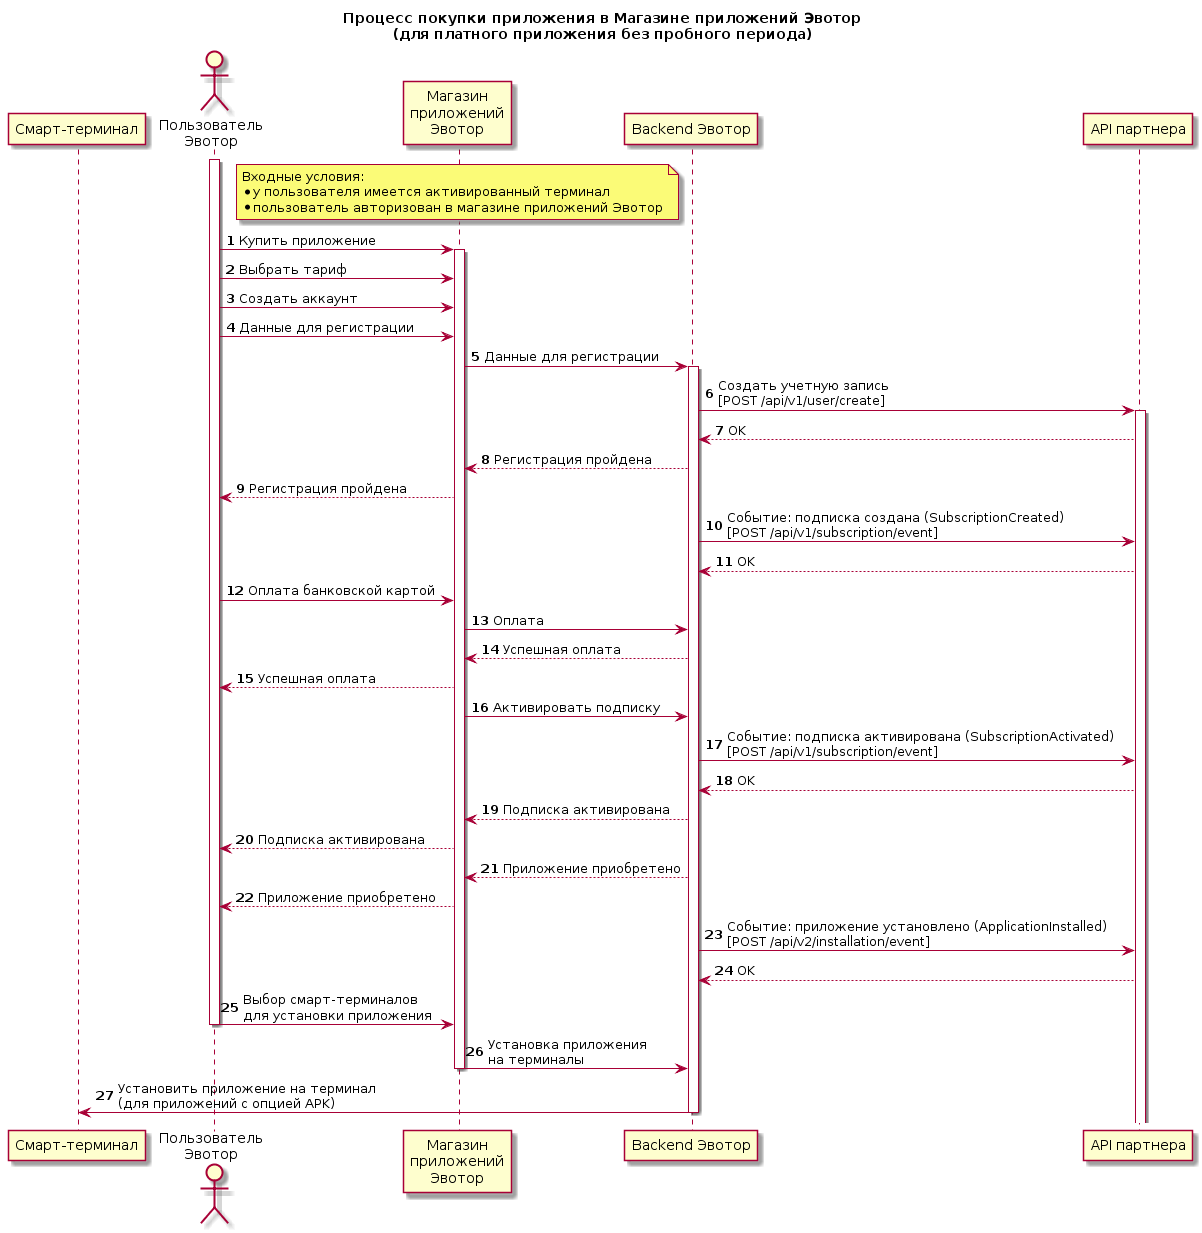 Процесс покупки приложения в Магазине приложений Эвотор
(для платного приложения без пробного периода)
Смарт-терминал
Пользователь
Эвотор
Магазин
приложений
Эвотор
Backend Эвотор
API партнера
Входные условия:
• у пользователя имеется активированный терминал
• пользователь авторизован в магазине приложений Эвотор
1 Купить приложение
2 Выбрать тариф
3 Создать аккаунт
4 Данные для регистрации
5 Данные для регистрации
6 Создать учетную запись
[POST /api/v1/user/create]
7 OK
8 Регистрация пройдена
9 Регистрация пройдена
10 Событие: подписка создана (SubscriptionCreated)
[POST /api/v1/subscription/event]
11 OK
12 Оплата банковской картой
13 Оплата
14 Успешная оплата
15 Успешная оплата
16 Активировать подписку
17 Событие: подписка активирована (SubscriptionActivated)
[POST /api/v1/subscription/event]
18 OK
19 Подписка активирована
20 Подписка активирована
21 Приложение приобретено
22 Приложение приобретено
23 Событие: приложение установлено (ApplicationInstalled)
[POST /api/v2/installation/event]
24 OK
25 Выбор смарт-терминалов
для установки приложения
26 Установка приложения
на терминалы
27 Установить приложение на терминал
(для приложений с опцией APK)
Смарт-терминал
Пользователь
Эвотор
Магазин
приложений
Эвотор
Backend Эвотор
API партнера